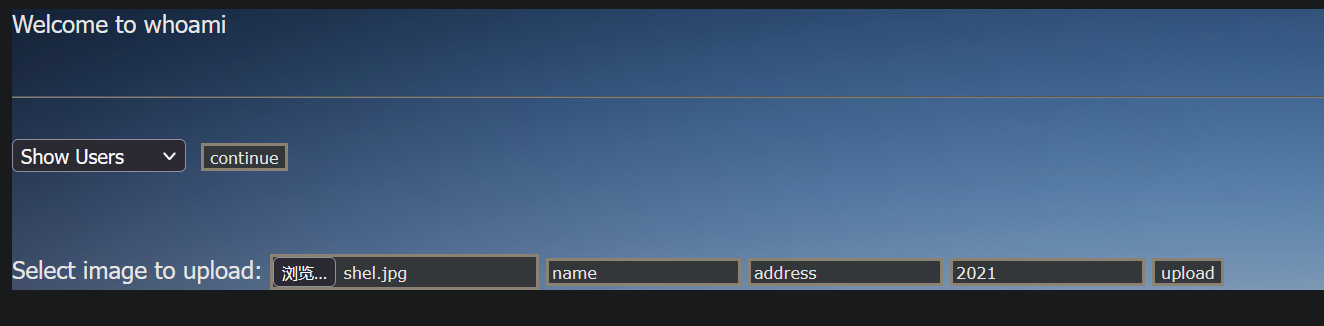 Welcome to whoami
Show Users continue
Select image to upload: 浏览... shel.jpg name address 2021 upload